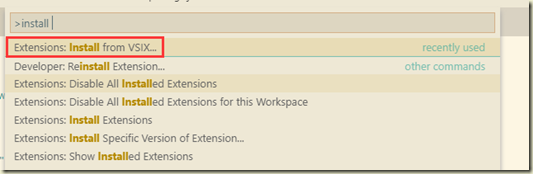 >install
Extensions: Install from VSIX... recently used
Developer: Reinstall Extension... other commands
Extensions: Disable All Installed Extensions
Extensions: Disable All Installed Extensions for this Workspace
Extensions: Install Extensions
Extensions: Install Specific Version of Extension...
Extensions: Show Installed Extensions